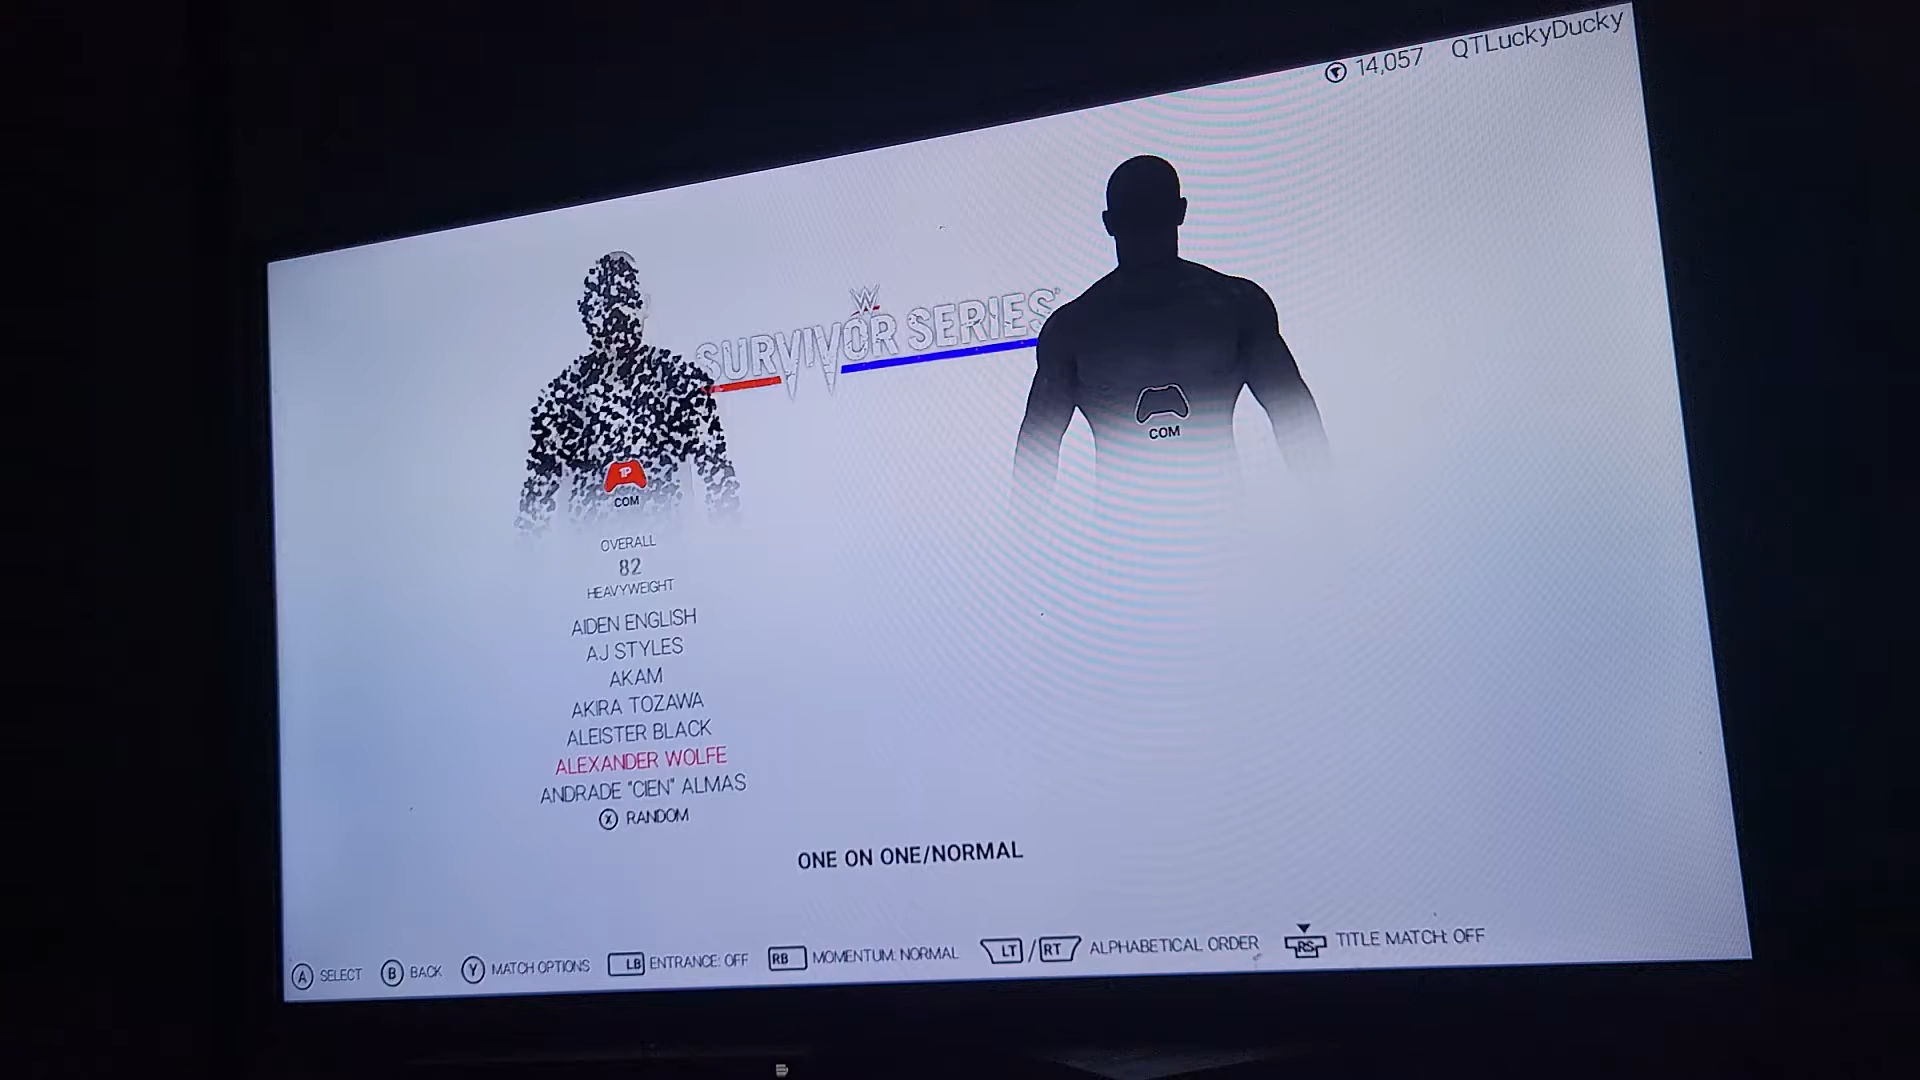 14,057 QTLuckyDucky
W
SURVIVOR SERIES
1P
COM
COM
OVERALL
82
HEAVYWEIGHT
AIDEN ENGLISH
AJ STYLES
AKAM
AKIRA TOZAWA
ALEISTER BLACK
ALEXANDER WOLFE
ANDRADE "CIEN" ALMAS
X RANDOM
ONE ON ONE/NORMAL
A SELECT B BACK Y MATCH OPTIONS LB ENTRANCE: OFF RB MOMENTUM: NORMAL LT / RT ALPHABETICAL ORDER RS TITLE MATCH: OFF